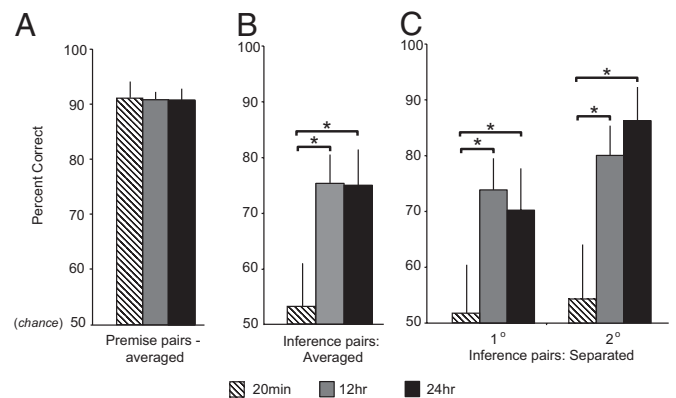 A
B
C
Percent Correct
100
90
80
70
60
(chance) 50
Premise pairs -
averaged
100
90
80
70
60
50
*
*
Inference pairs:
Averaged
100
90
80
70
60
50
*
*
*
*
1°
2°
Inference pairs: Separated
20min
12hr
24hr